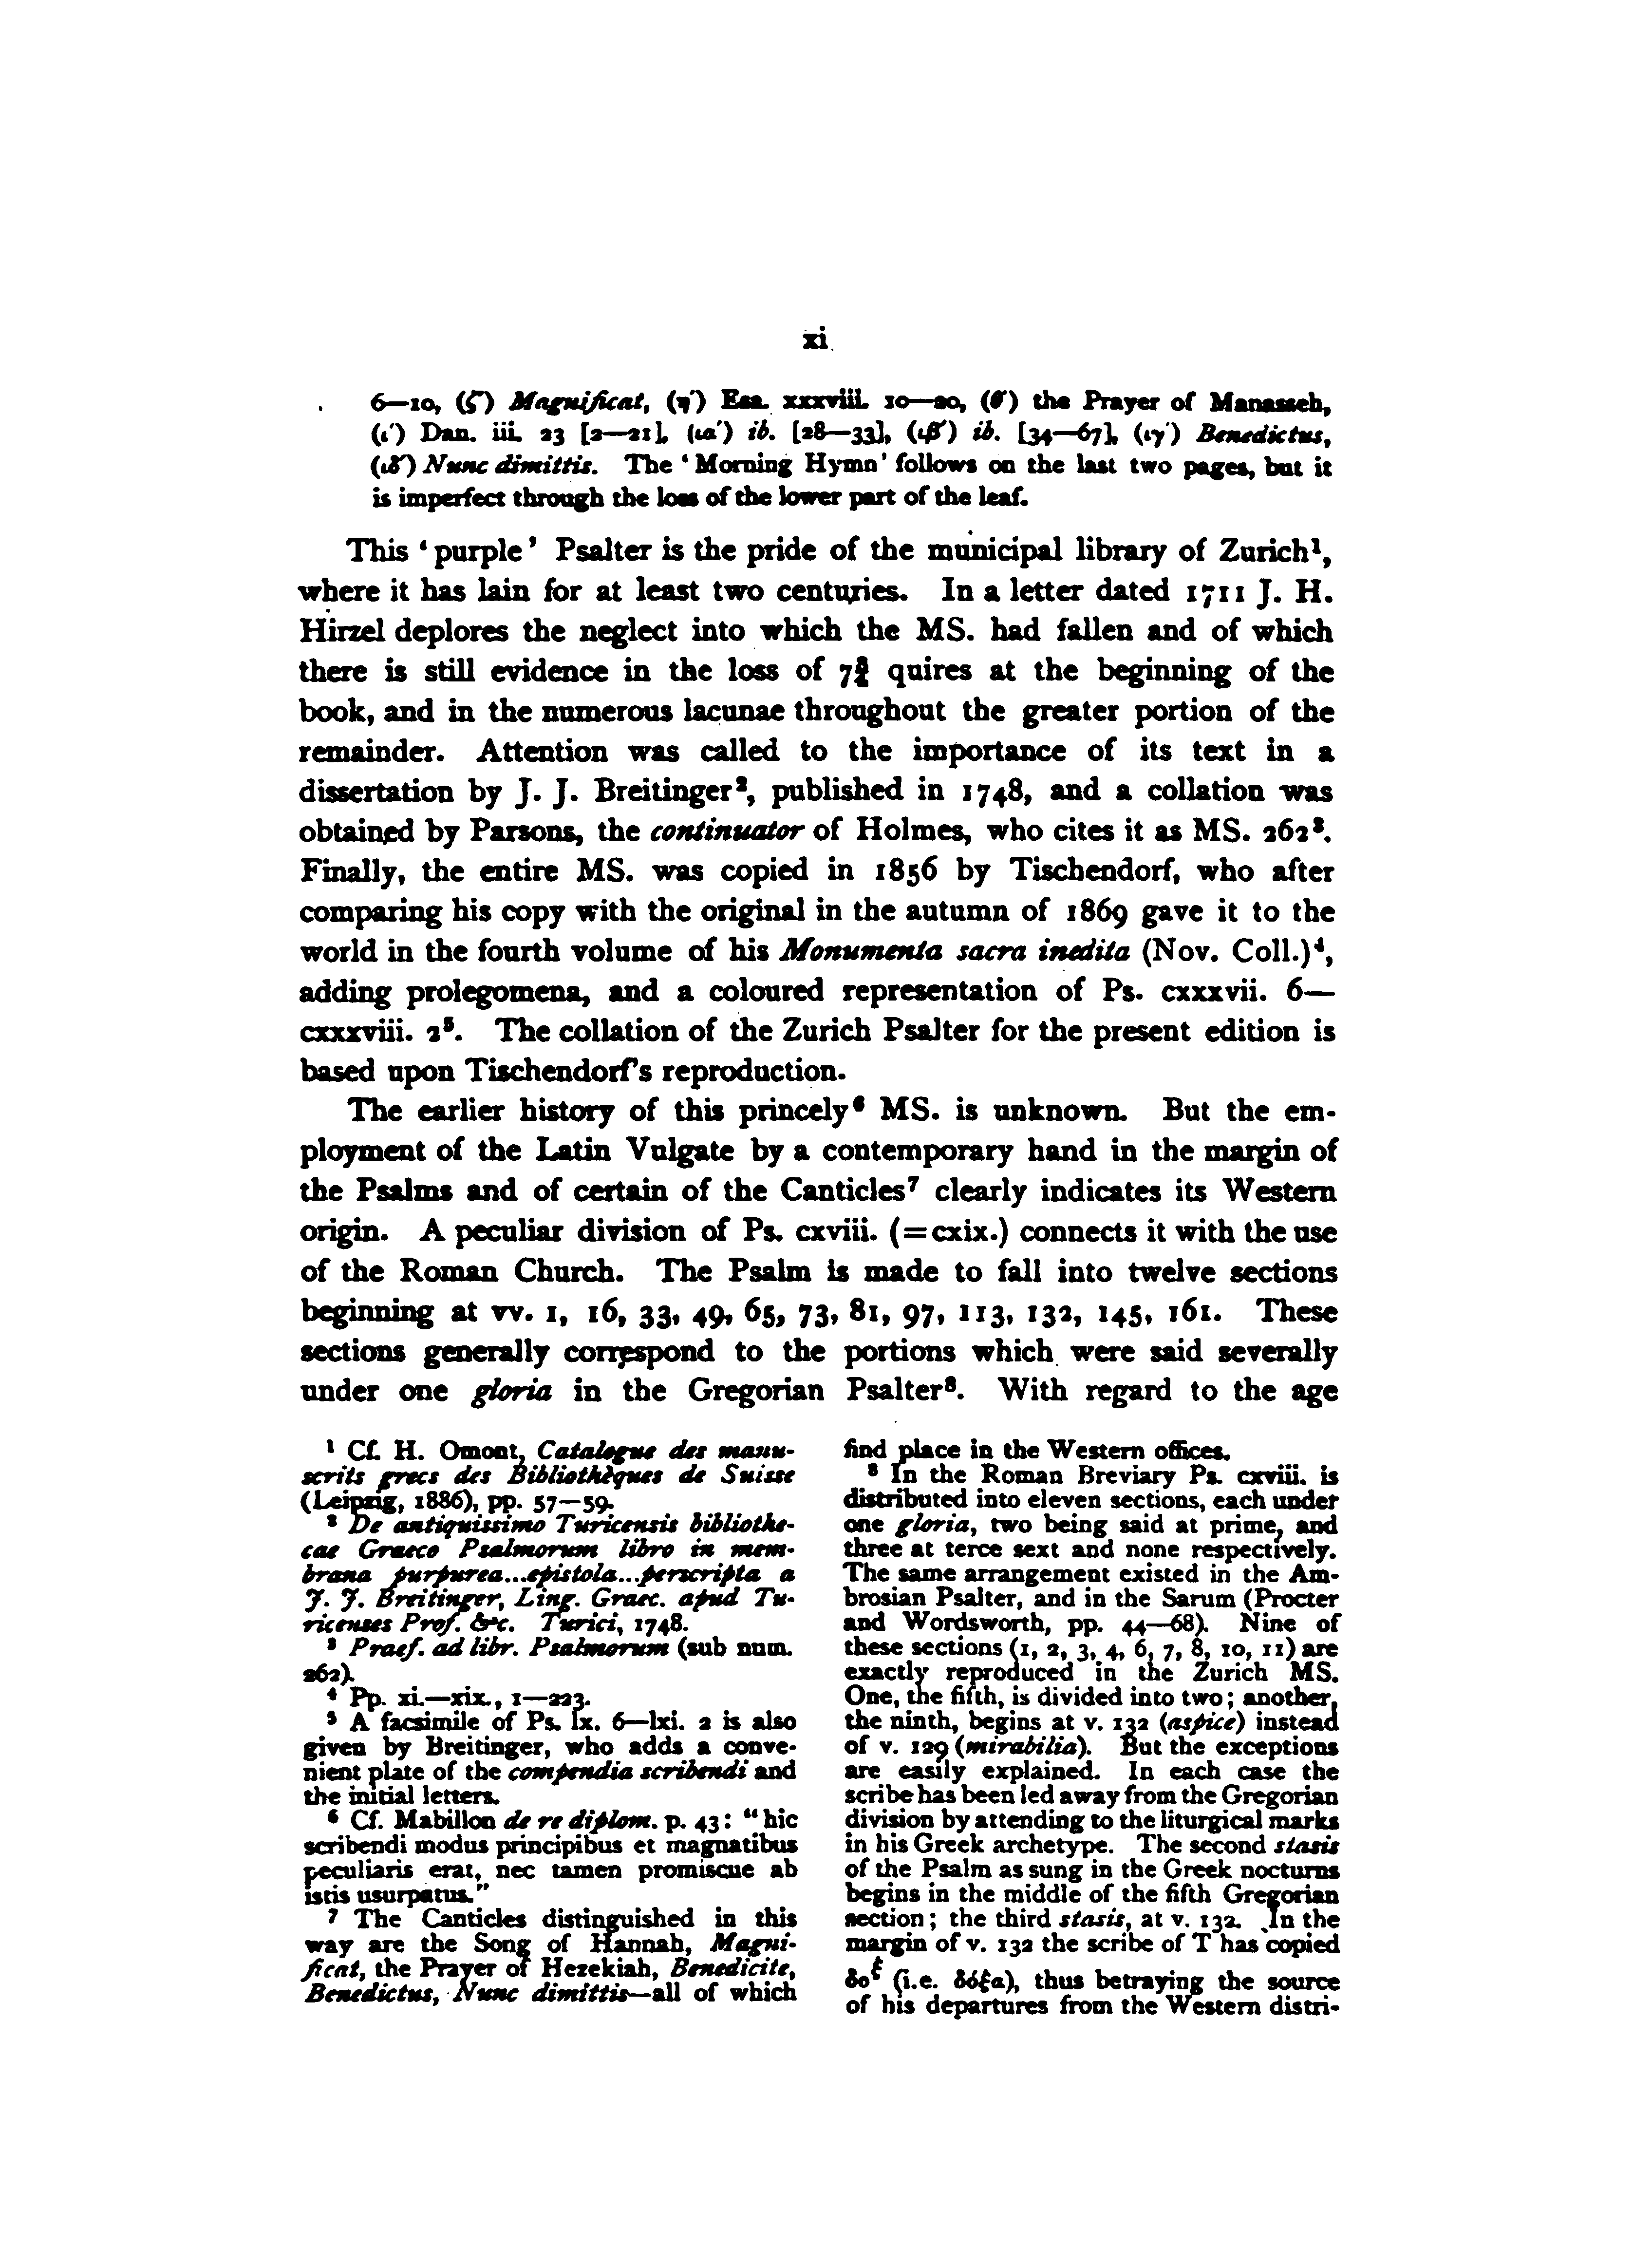 xi
6—10, (ζ΄) Magnificat, (η΄) Esa. xxxviii. 10—20, (θ΄) the Prayer of Manasseh,
(ι΄) Dan. iii. 23 [2—21], (ια΄) ib. [28—33], (ιβ΄) ib. [34—67], (ιγ΄) Benedictus,
(ιδ΄) Nunc dimittis. The ‘Morning Hymn’ follows on the last two pages, but it
is imperfect through the loss of the lower part of the leaf.
This ‘purple’ Psalter is the pride of the municipal library of Zurich¹,
where it has lain for at least two centuries. In a letter dated 1711 J. H.
Hirzel deplores the neglect into which the MS. had fallen and of which
there is still evidence in the loss of quires at the beginning of the
book, and in the numerous lacunae throughout the greater portion of the
remainder. Attention was called to the importance of its text in a
dissertation by J. J. Breitinger², published in 1748, and a collation was
obtained by Parsons, the continuator of Holmes, who cites it as MS. 262³.
Finally, the entire MS. was copied in 1856 by Tischendorf, who after
comparing his copy with the original in the autumn of 1869 gave it to the
world in the fourth volume of his Monumenta sacra inedita (Nov. Coll.)⁴,
adding prolegomena, and a coloured representation of Ps. cxxxvii. 6—
cxxxviii. 2⁵. The collation of the Zurich Psalter for the present edition is
based upon Tischendorf's reproduction.
The earlier history of this princely⁶ MS. is unknown. But the em-
ployment of the Latin Vulgate by a contemporary hand in the margin of
the Psalms and of certain of the Canticles⁷ clearly indicates its Western
origin. A peculiar division of Ps. cxviii. (=cxix.) connects it with the use
of the Roman Church. The Psalm is made to fall into twelve sections
beginning at vv. 1, 16, 33, 49, 65, 73, 81, 97, 113, 132, 145, 161. These
sections generally correspond to the portions which were said severally
under one gloria in the Gregorian Psalter⁸. With regard to the age
¹ Cf. H. Omont, Catalogue des manu-
scrits grecs des Bibliothèques de Suisse
(Leipzig, 1886), pp. 57—59.
² De antiquissimo Turicensis bibliothe-
cae Graeco Psalmorum libro in mem-
brana purpurea...epistola...perscripta a
J. J. Breitinger, Ling. Graec. apud Tu-
ricenses Prof. &c. Turici, 1748.
³ Praef. ad libr. Psalmorum (sub num.
262).
⁴ Pp. xi.—xix., 1—223.
⁵ A facsimile of Ps. lx. 6—lxi. 2 is also
given by Breitinger, who adds a conve-
nient plate of the compendia scribendi and
the initial letters.
⁶ Cf. Mabillon de re diplom. p. 43: “hic
scribendi modus principibus et magnatibus
peculiaris erat, nec tamen promiscue ab
istis usurpatus.”
⁷ The Canticles distinguished in this
way are the Song of Hannah, Magni-
ficat, the Prayer of Hezekiah, Benedicite,
Benedictus, Nunc dimittis—all of which
find place in the Western offices.
⁸ In the Roman Breviary Ps. cxviii. is
distributed into eleven sections, each under
one gloria, two being said at prime, and
three at terce sext and none respectively.
The same arrangement existed in the Am-
brosian Psalter, and in the Sarum (Procter
and Wordsworth, pp. 44—68). Nine of
these sections (1, 2, 3, 4, 6, 7, 8, 10, 11) are
exactly reproduced in the Zurich MS.
One, the fifth, is divided into two; another,
the ninth, begins at v. 132 (aspice) instead
of v. 129 (mirabilia). But the exceptions
are easily explained. In each case the
scribe has been led away from the Gregorian
division by attending to the liturgical marks
in his Greek archetype. The second stasis
of the Psalm as sung in the Greek nocturns
begins in the middle of the fifth Gregorian
section; the third stasis, at v. 132. In the
margin of v. 132 the scribe of T has copied
δοξ (i.e. δόξα), thus betraying the source
of his departures from the Western distri-